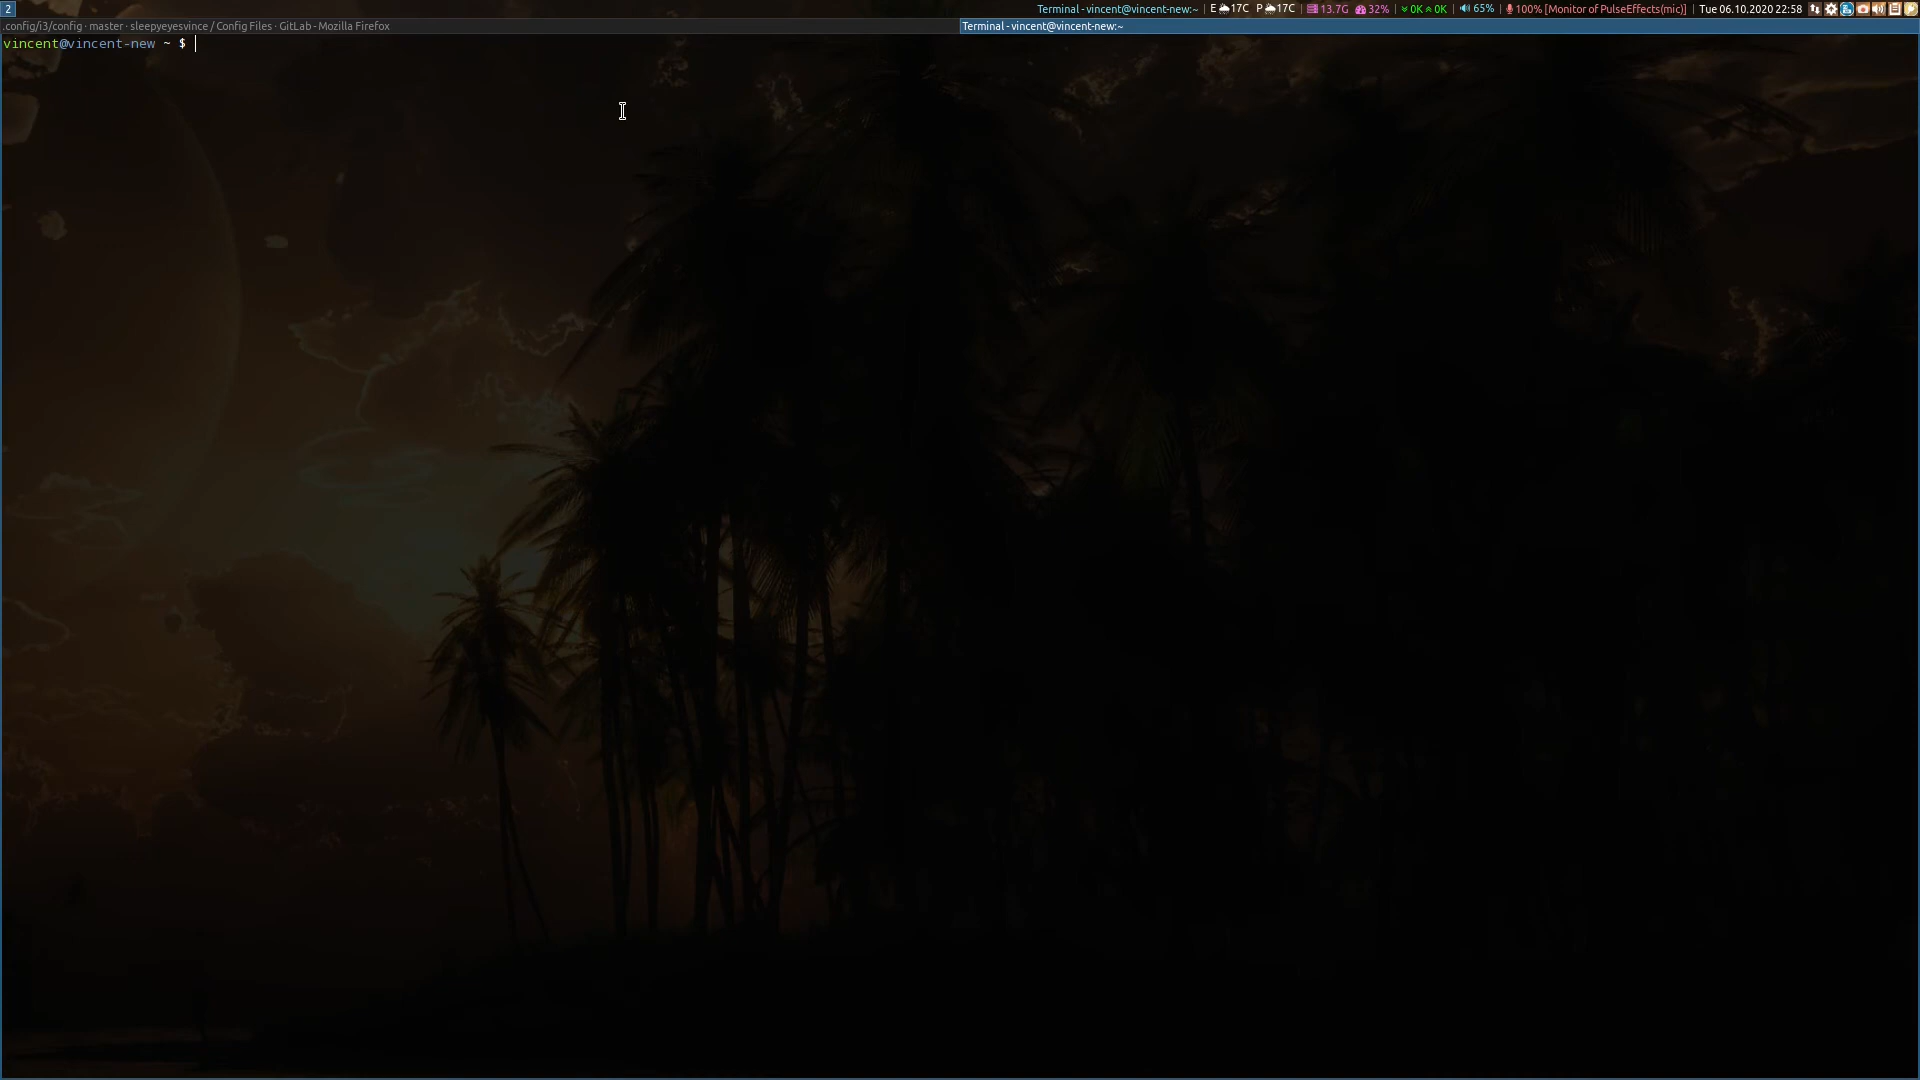 2 Terminal - vincent@vincent-new:~ | E 17C P 17C | 13.7G 32% | 0K 0K | 65% | 100% [Monitor of PulseEffects(mic)] | Tue 06.10.2020 22:58
.config/i3/config · master · sleepyeyesvince / Config Files · GitLab - Mozilla Firefox Terminal - vincent@vincent-new:~
vincent@vincent-new ~ $